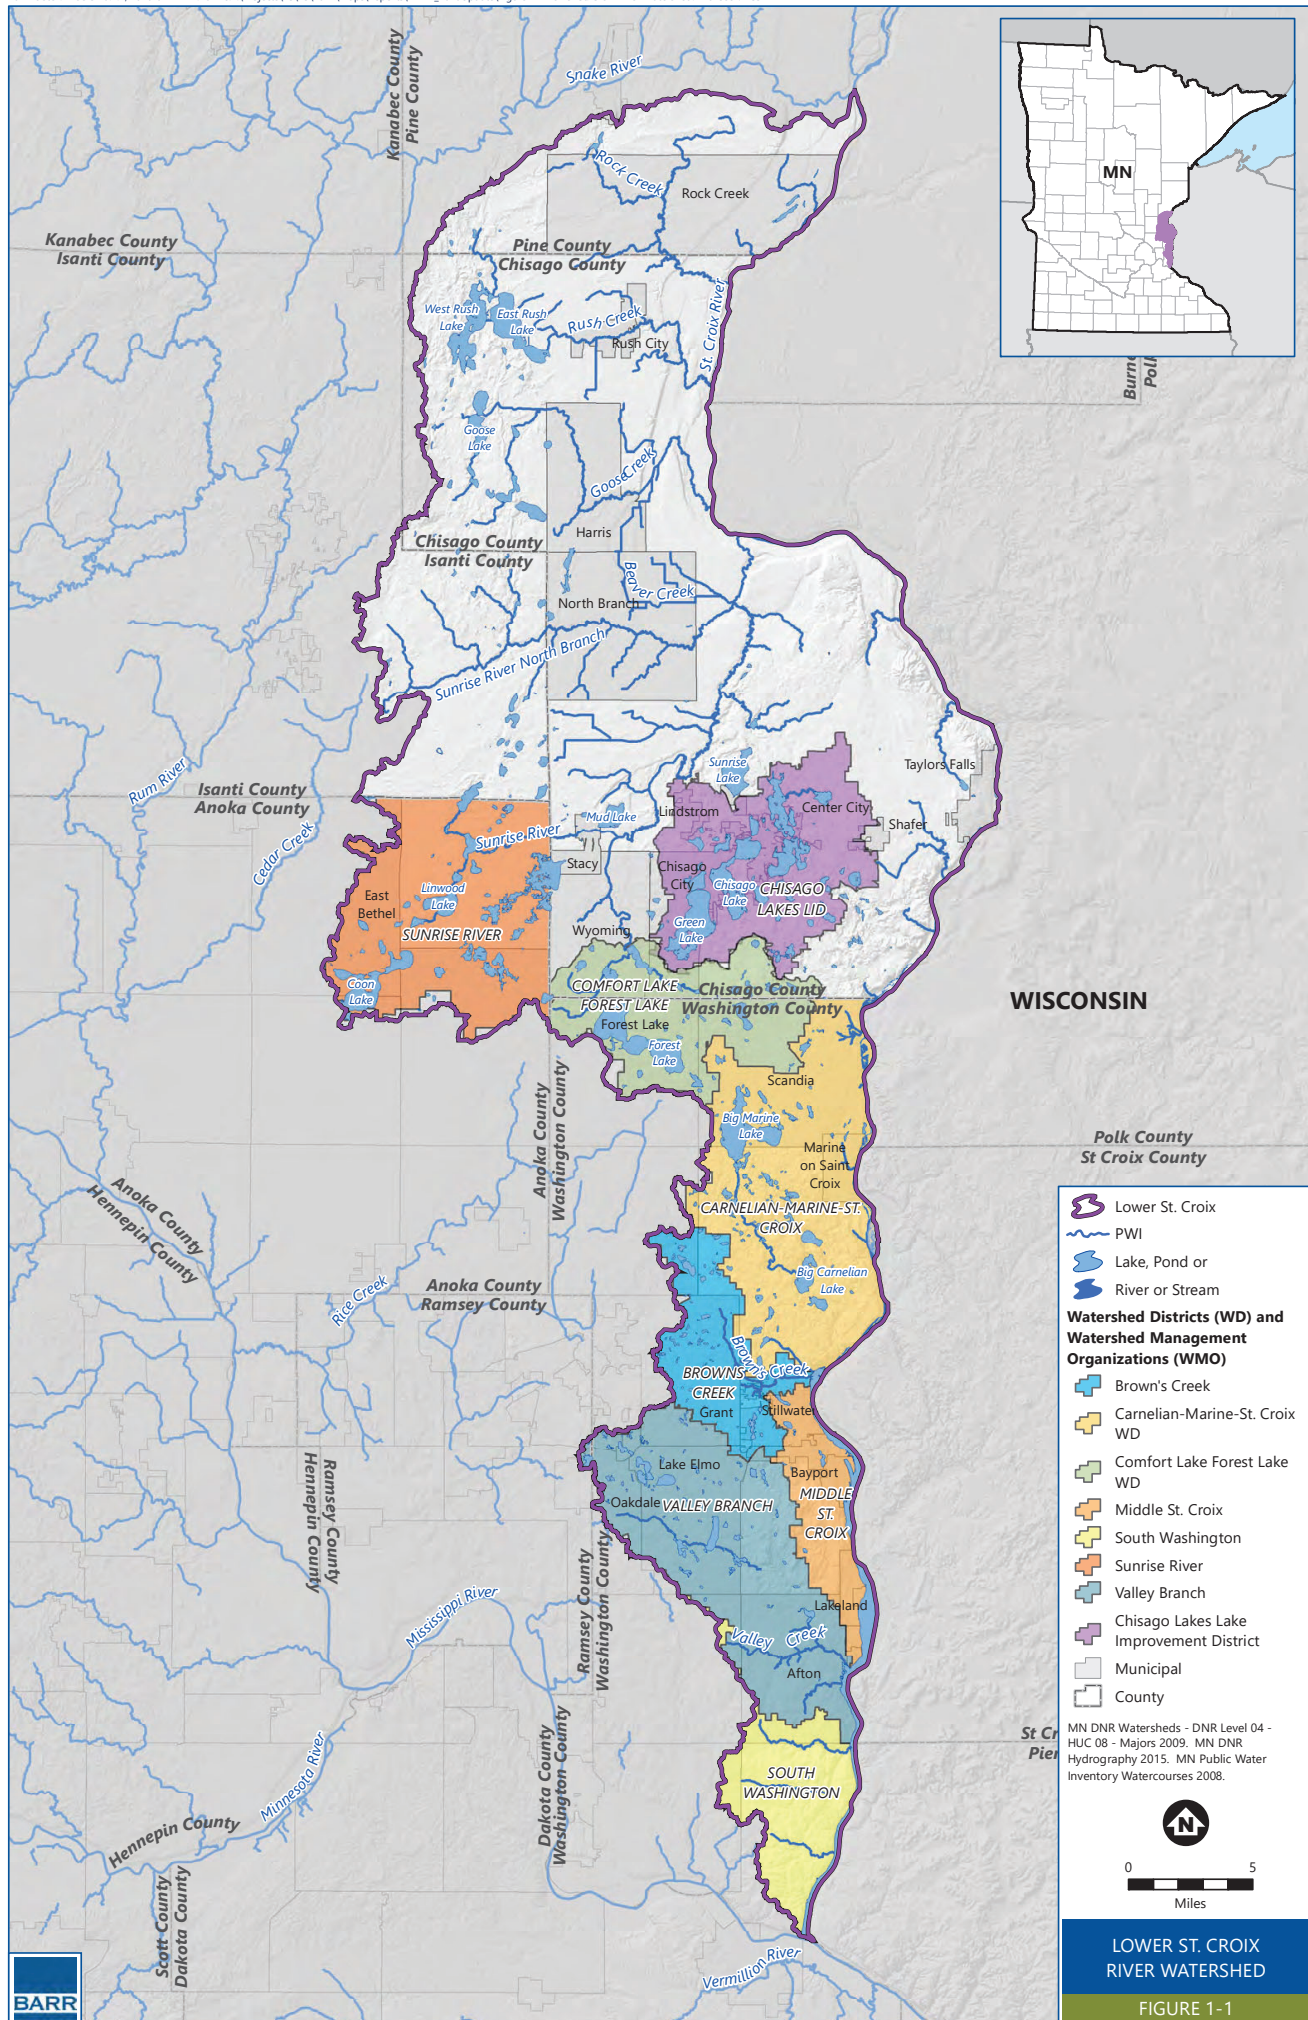 Snake River
Kanabec County
Pine County
MN
Rock Creek
Rock Creek
Kanabec County
Isanti County
Pine County
Chisago County
West Rush
Lake
East Rush
Lake
Rush Creek
Rush City
St. Croix River
Goose
Lake
Goose Creek
Harris
Chisago County
Isanti County
Beaver Creek
North Branch
Sunrise River North Branch
Rum River
Isanti County
Anoka County
Cedar Creek
Sunrise
Lake
Taylors Falls
Lindstrom
Center City
Mud Lake
Shafer
Sunrise River
Stacy
Chisago
City
Chisago
Lake
CHISAGO
LAKES LID
East
Bethel
Linwood
Lake
SUNRISE RIVER
Green
Lake
Wyoming
Coon
Lake
COMFORT LAKE
FOREST LAKE
Chisago County
Washington County
WISCONSIN
Forest Lake
Forest
Lake
Scandia
Anoka County
Washington County
Big Marine
Lake
Marine
on Saint
Croix
Polk County
St Croix County
CARNELIAN-MARINE-ST.
CROIX
Anoka County
Hennepin County
Big Carnelian
Lake
Anoka County
Ramsey County
Rice Creek
Brown's Creek
BROWNS
CREEK
Grant
Stillwater
Lake Elmo
Bayport
Oakdale
VALLEY BRANCH
MIDDLE
ST.
CROIX
Ramsey County
Hennepin County
Ramsey County
Washington County
Mississippi River
Lakeland
Valley Creek
Afton
Dakota County
Washington County
St Cr
Pier
SOUTH
WASHINGTON
Minnesota River
Hennepin County
Scott County
Dakota County
Vermillion River
Burne
Polk
Lower St. Croix
PWI
Lake, Pond or
River or Stream
Watershed Districts (WD) and
Watershed Management
Organizations (WMO)
Brown's Creek
Carnelian-Marine-St. Croix
WD
Comfort Lake Forest Lake
WD
Middle St. Croix
South Washington
Sunrise River
Valley Branch
Chisago Lakes Lake
Improvement District
Municipal
County
MN DNR Watersheds - DNR Level 04 -
HUC 08 - Majors 2009. MN DNR
Hydrography 2015. MN Public Water
Inventory Watercourses 2008.
N
0 5
Miles
LOWER ST. CROIX
RIVER WATERSHED
FIGURE 1-1
BARR